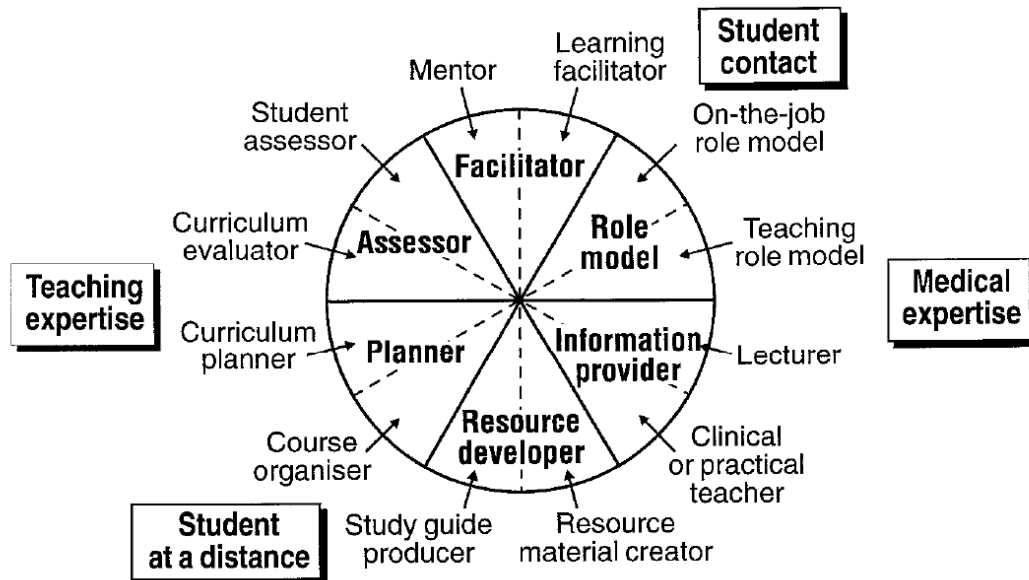 Student
contact
Learning
facilitator
Mentor
Student
assessor
On-the-job
role model
Facilitator
Curriculum
evaluator
Assessor
Role
model
Teaching
role model
Teaching
expertise
Medical
expertise
Curriculum
planner
Planner
Information
provider
Lecturer
Resource
developer
Course
organiser
Clinical
or practical
teacher
Study guide
producer
Resource
material creator
Student
at a distance